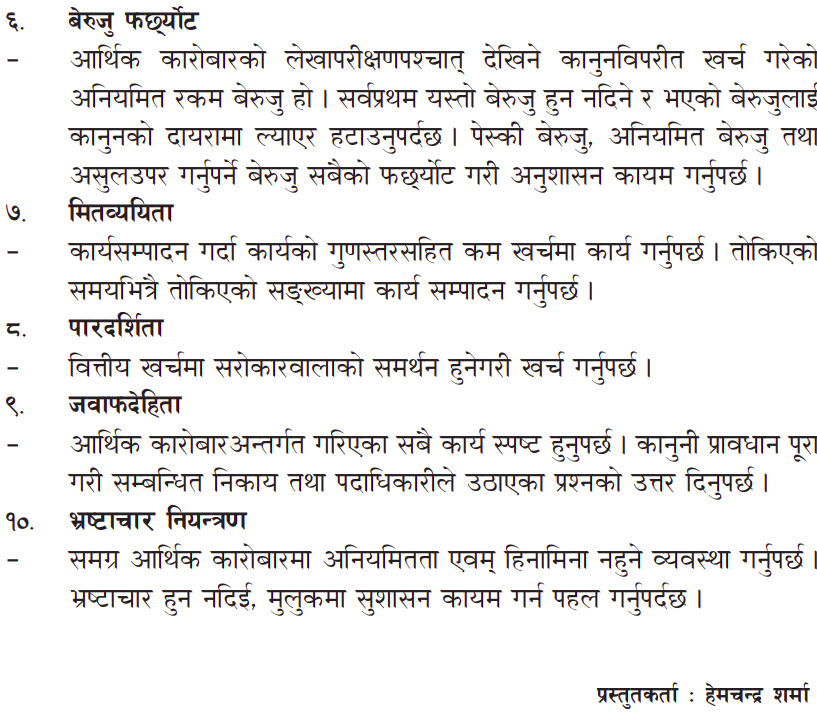 ६. बेरुजु फर्छ्यौट
– आर्थिक कारोबारको लेखापरीक्षणपश्चात् देखिने कानुनविपरीत खर्च गरेको
अनियमित रकम बेरुजु हो । सर्वप्रथम यस्तो बेरुजु हुन नदिने र भएको बेरुजुलाई
कानुनको दायरामा ल्याएर हटाउनुपर्दछ । पेस्की बेरुजु, अनियमित बेरुजु तथा
असुलउपर गर्नुपर्ने बेरुजु सबैको फर्छ्योट गरी अनुशासन कायम गर्नुपर्छ ।
७. मितव्ययिता
– कार्यसम्पादन गर्दा कार्यको गुणस्तरसहित कम खर्चमा कार्य गर्नुपर्छ । तोकिएको
समयभित्रै तोकिएको सङ्ख्यामा कार्य सम्पादन गर्नुपर्छ ।
८. पारदर्शिता
– वित्तीय खर्चमा सरोकारवालाको समर्थन हुनेगरी खर्च गर्नुपर्छ ।
९. जवाफदेहिता
– आर्थिक कारोबारअन्तर्गत गरिएका सबै कार्य स्पष्ट हुनुपर्छ । कानुनी प्रावधान पूरा
गरी सम्बन्धित निकाय तथा पदाधिकारीले उठाएका प्रश्नको उत्तर दिनुपर्छ ।
१०. भ्रष्टाचार नियन्त्रण
– समग्र आर्थिक कारोबारमा अनियमितता एवम् हिनामिना नहुने व्यवस्था गर्नुपर्छ ।
भ्रष्टाचार हुन नदिई, मुलुकमा सुशासन कायम गर्न पहल गर्नुपर्दछ ।
प्रस्तुतकर्ता : हेमचन्द्र शर्मा